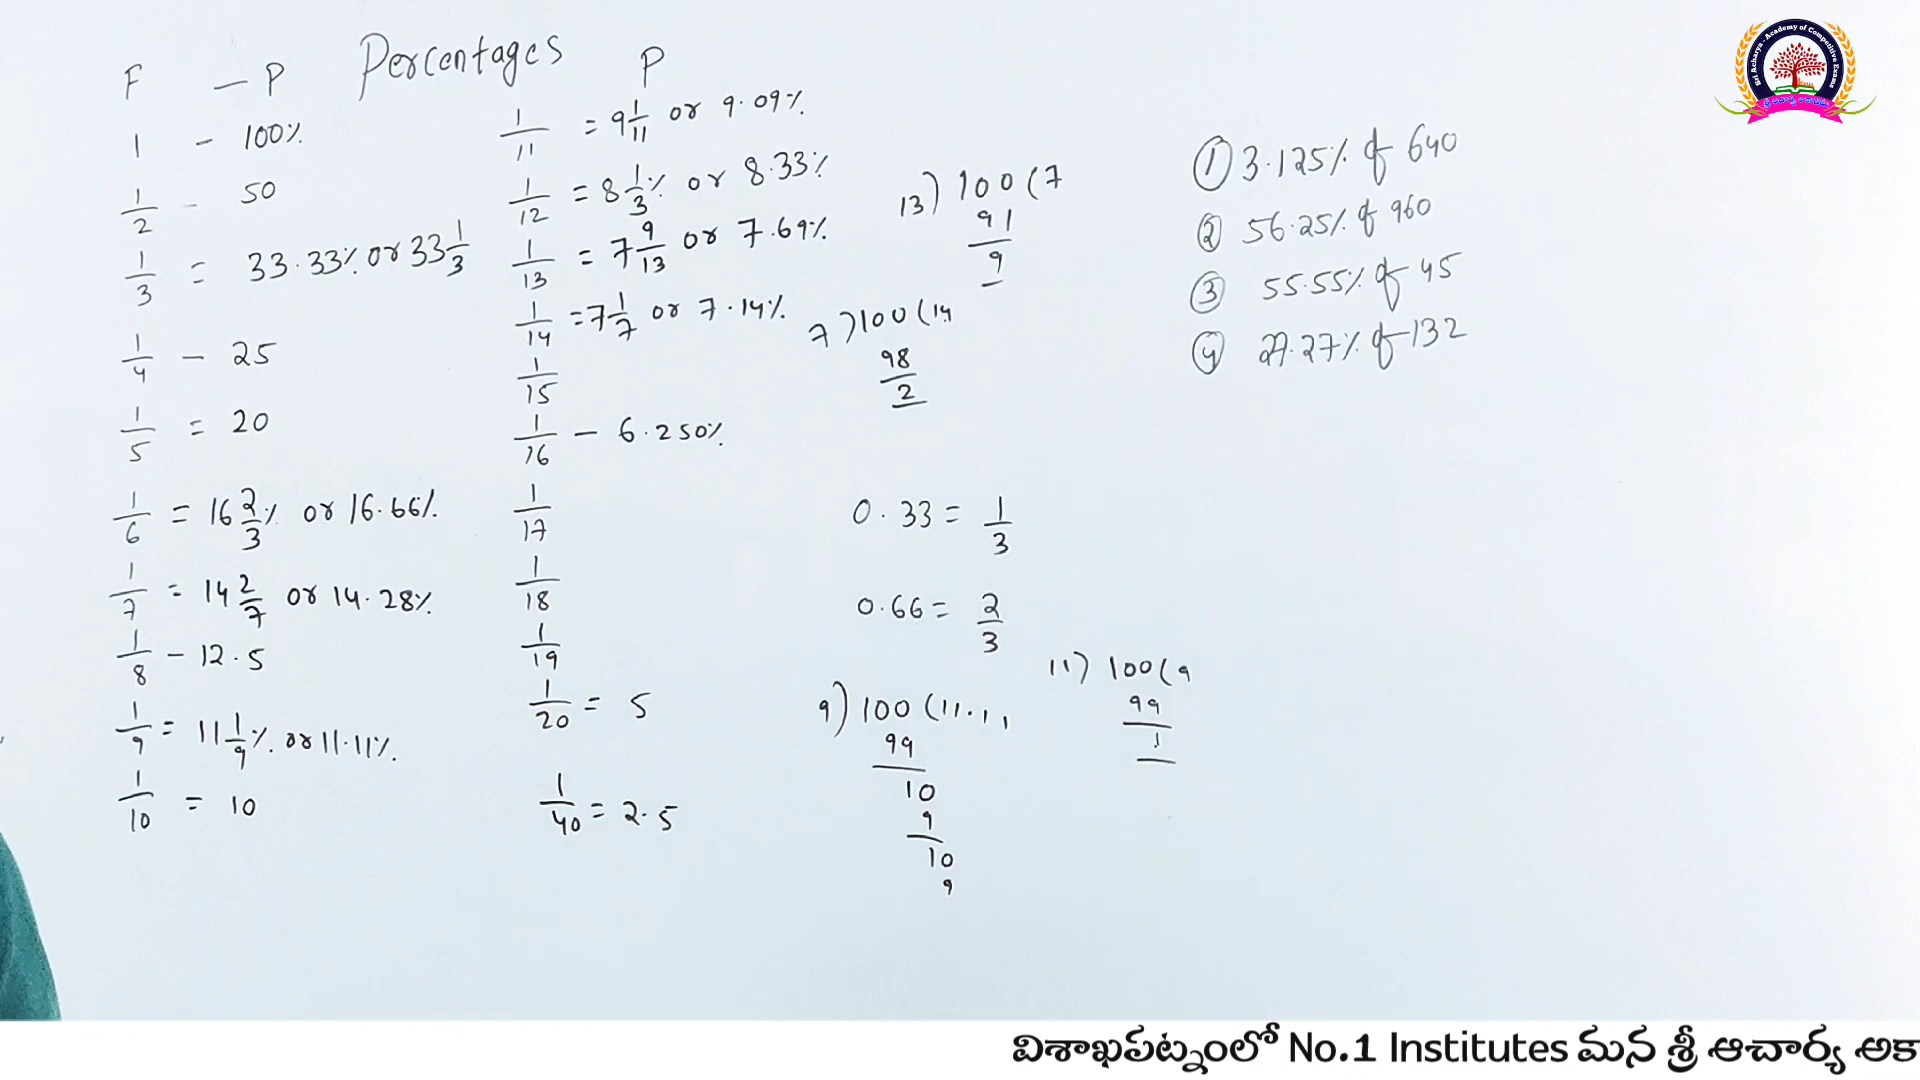 Percentages
F — P
1 - 100%
1/2 - 50
1/3 = 33.33% or 33 1/3
1/4 - 25
1/5 = 20
1/6 = 16 2/3 % or 16.66%
1/7 = 14 2/7 or 14.28%
1/8 - 12.5
1/9 = 11 1/9 % or 11.11%
1/10 = 10
P
1/11 = 9 1/11 or 9.09%
1/12 = 8 1/3 % or 8.33%
1/13 = 7 9/13 or 7.69%
1/14 = 7 1/7 or 7.14%
1/15
1/16 - 6.250%
1/17
1/18
1/19
1/20 = 5
1/40 = 2.5
13) 100 (7
91
9
7) 100 (14
98
2
0.33 = 1/3
0.66 = 2/3
9) 100 (11.11
99
10
9
10
9
11) 100 (9
99
1
① 3.125% of 640
② 56.25% of 960
③ 55.55% of 45
④ 27.27% of 132
Sri Acharya - Academy of Competitive Exams
విశాఖపట్నంలో No.1 Institutes మన శ్రీ ఆచార్య అకా